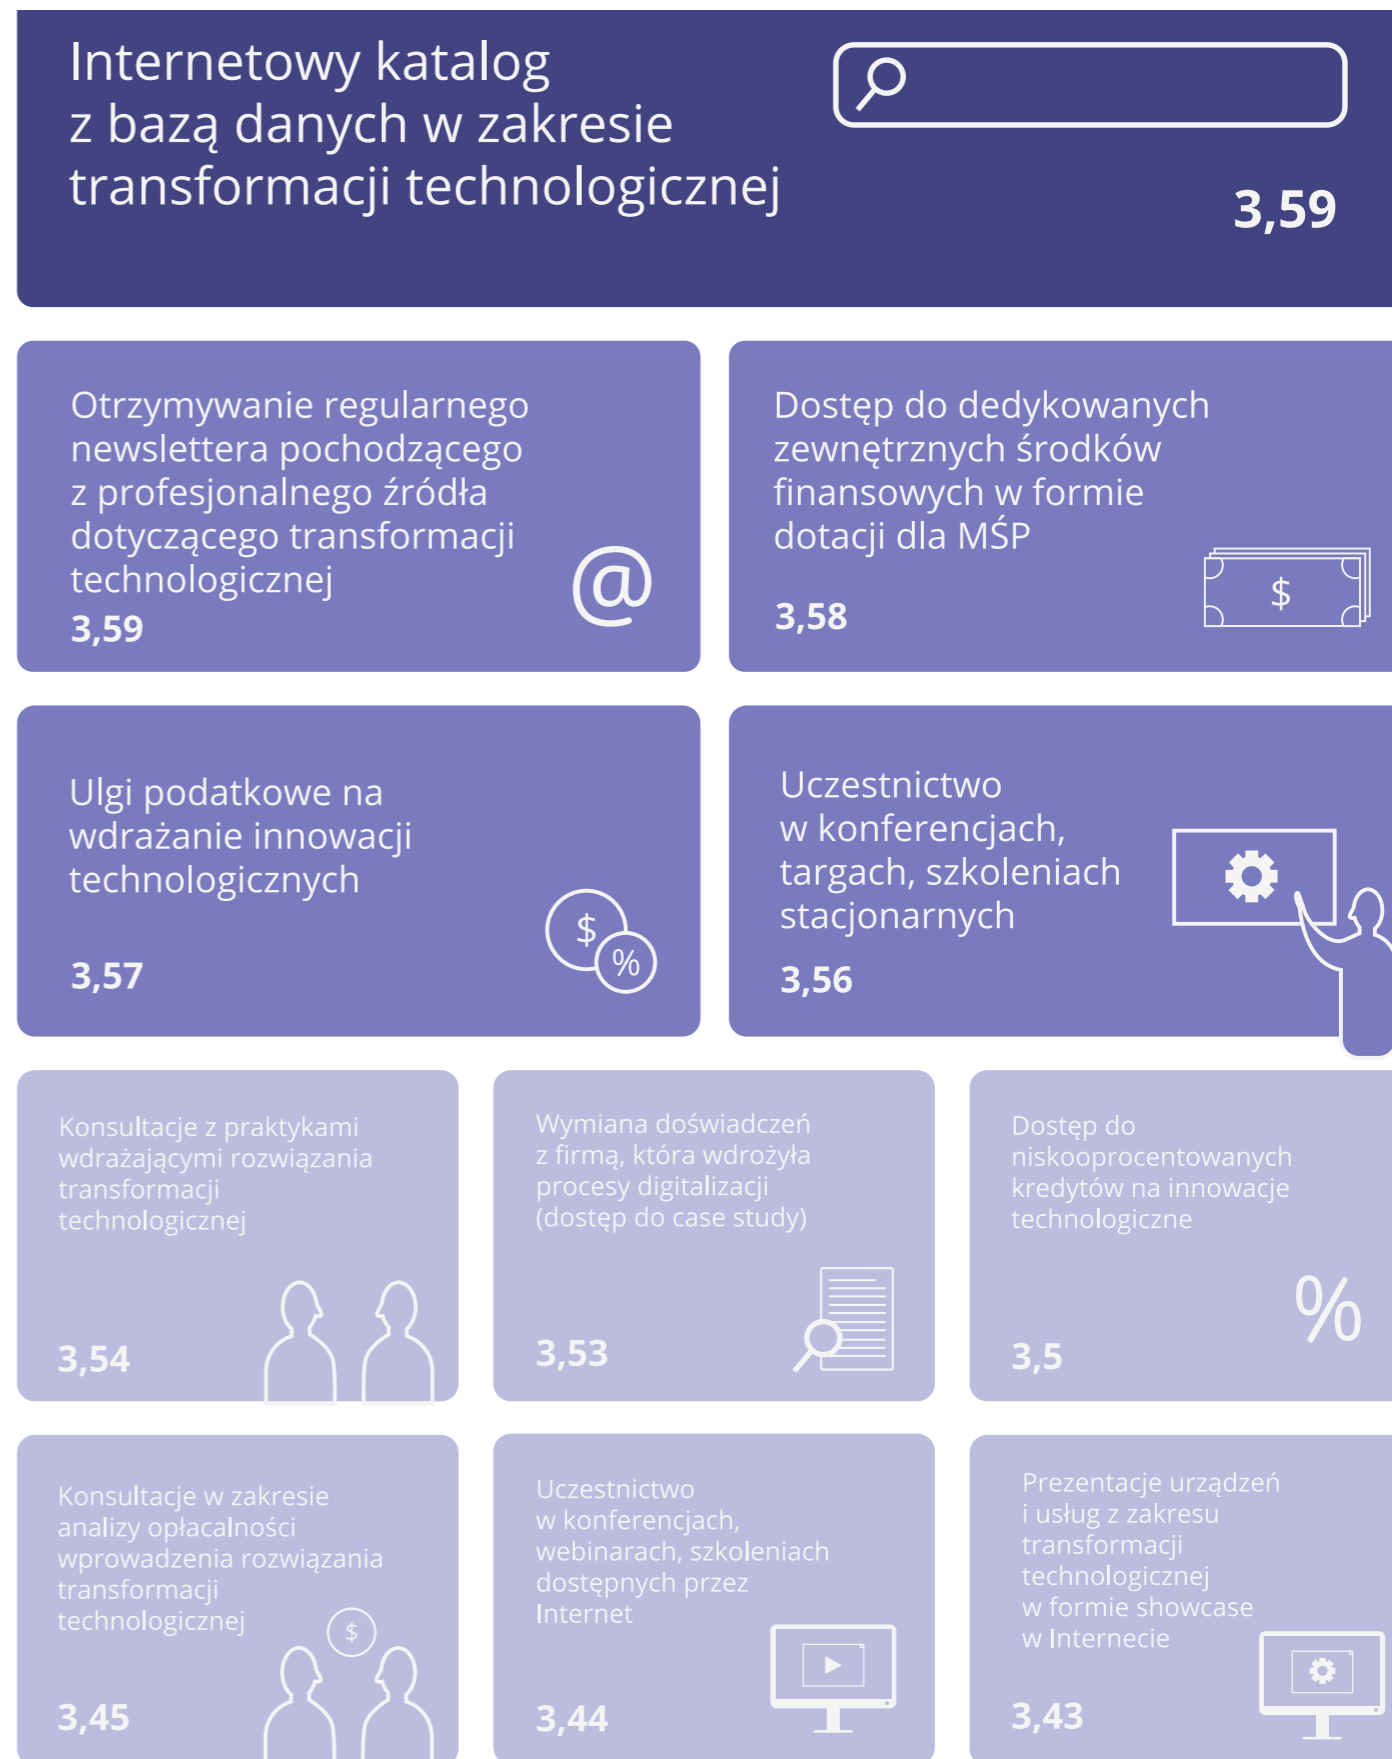 Internetowy katalog
z bazą danych w zakresie
transformacji technologicznej
3,59
Otrzymywanie regularnego
newslettera pochodzącego
z profesjonalnego źródła
dotyczącego transformacji
technologicznej
3,59
@
Dostęp do dedykowanych
zewnętrznych środków
finansowych w formie
dotacji dla MŚP
3,58
$
Ulgi podatkowe na
wdrażanie innowacji
technologicznych
3,57
$
%
Uczestnictwo
w konferencjach,
targach, szkoleniach
stacjonarnych
3,56
Konsultacje z praktykami
wdrażającymi rozwiązania
transformacji
technologicznej
3,54
Wymiana doświadczeń
z firmą, która wdrożyła
procesy digitalizacji
(dostęp do case study)
3,53
Dostęp do
niskooprocentowanych
kredytów na innowacje
technologiczne
%
3,5
Konsultacje w zakresie
analizy opłacalności
wprowadzenia rozwiązania
transformacji
technologicznej
$
3,45
Uczestnictwo
w konferencjach,
webinarach, szkoleniach
dostępnych przez
Internet
3,44
Prezentacje urządzeń
i usług z zakresu
transformacji
technologicznej
w formie showcase
w Internecie
3,43